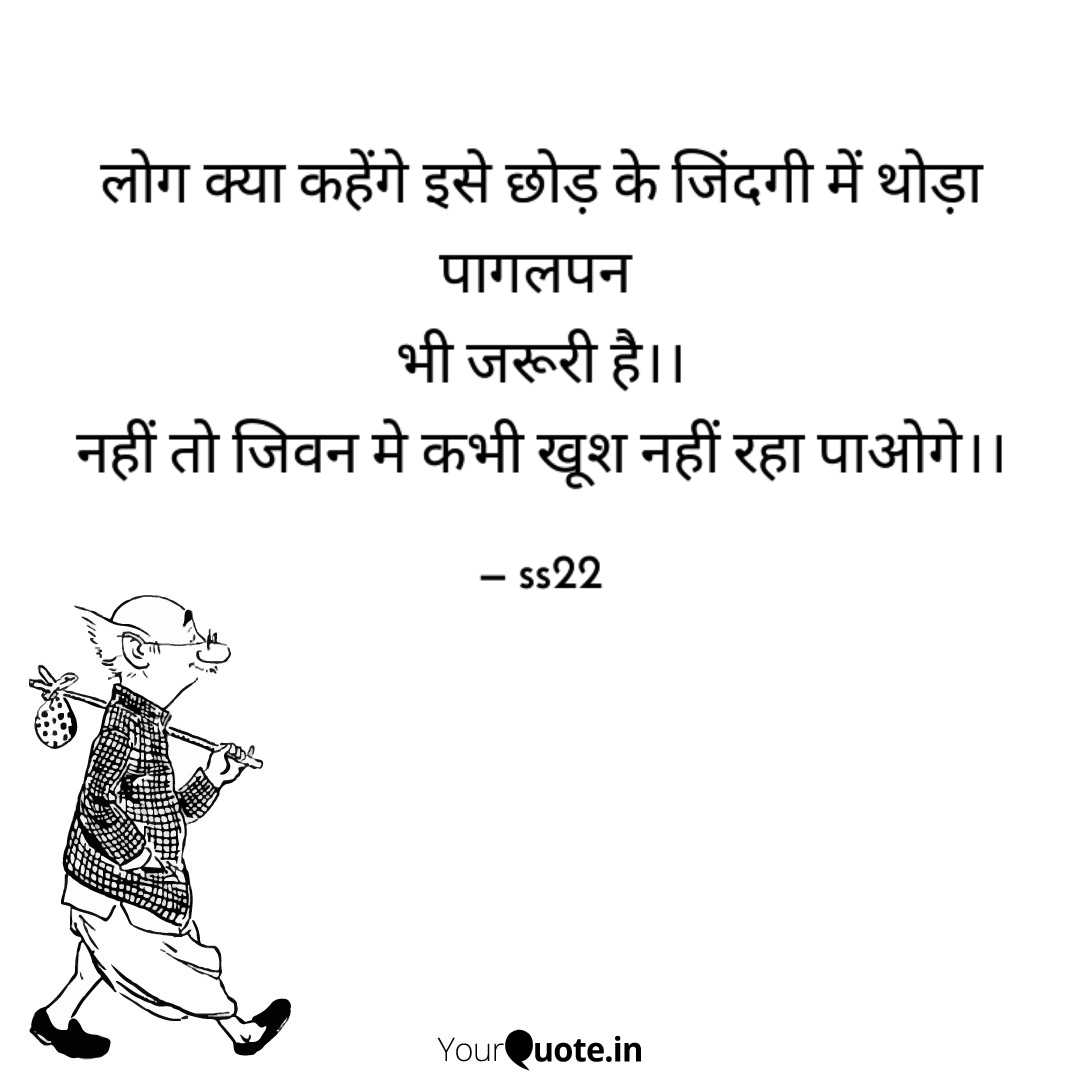 लोग क्या कहेंगे इसे छोड़ के जिंदगी में थोड़ा
पागलपन
भी जरूरी है।।
नहीं तो जिवन मे कभी खुश नहीं रहा पाओगे।।
– ss22
YourQuote.in